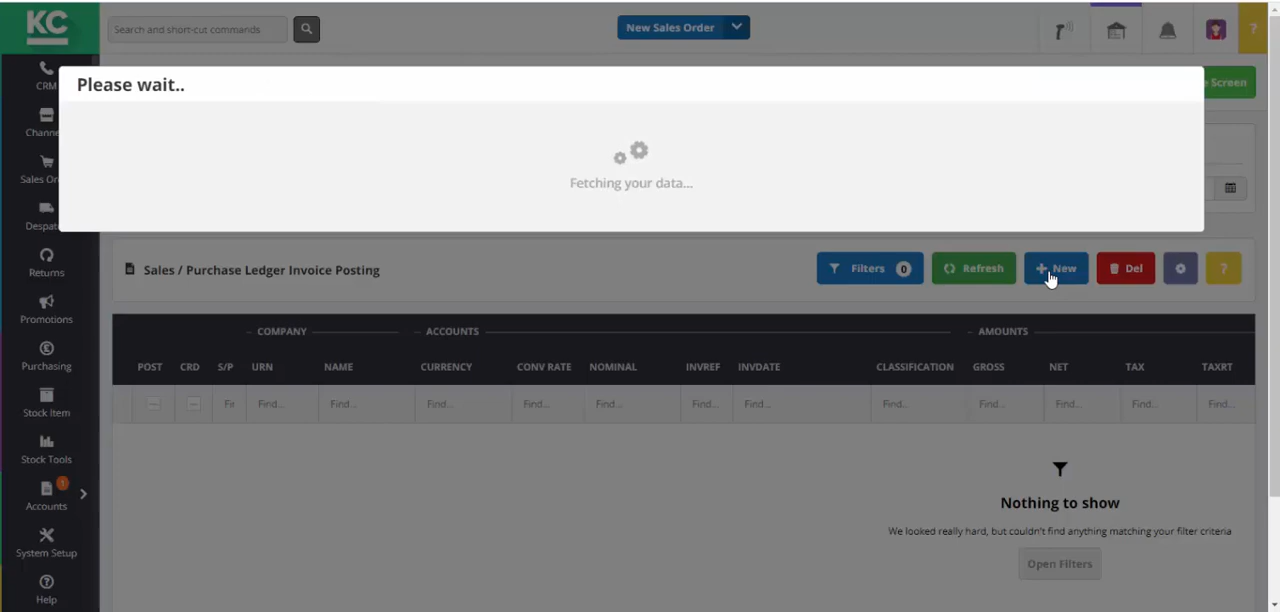 KC
Search and short-cut commands
New Sales Order
?
CRM
Channe
Sales Or
Despat
Returns
Promotions
Purchasing
Stock Item
Stock Tools
1
Accounts
System Setup
Help
Please wait..
Fetching your data...
e Screen
Sales / Purchase Ledger Invoice Posting
Filters 0
Refresh
New
Del
?
COMPANY ACCOUNTS AMOUNTS
POST CRD S/P URN NAME CURRENCY CONV RATE NOMINAL INVREF INVDATE CLASSIFICATION GROSS NET TAX TAXRT
Fir Find... Find... Find... Find... Find... Find... Find... Find... Find... Find... Find... Find...
Nothing to show
We looked really hard, but couldn't find anything matching your filter criteria
Open Filters